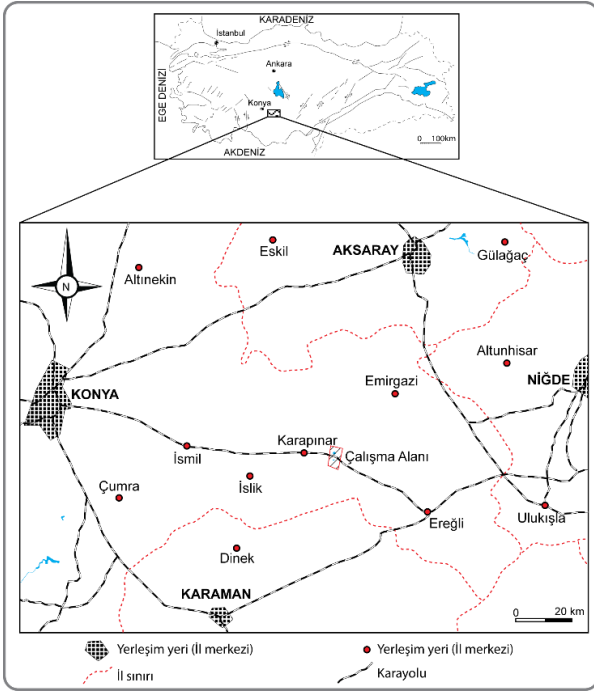 KARADENİZ
İstanbul
Ankara
EGE DENİZİ
Konya
AKDENİZ
0 100km
Eskil
AKSARAY
Gülağaç
Altınekin
N
Altunhisar
Emirgazi
NİĞDE
KONYA
Karapınar
İsmil
Çalışma Alanı
İslik
Çumra
Ereğli
Ulukışla
Dinek
KARAMAN
0 20 km
Yerleşim yeri (İl merkezi)
Yerleşim yeri (İl merkezi)
İl sınırı
Karayolu